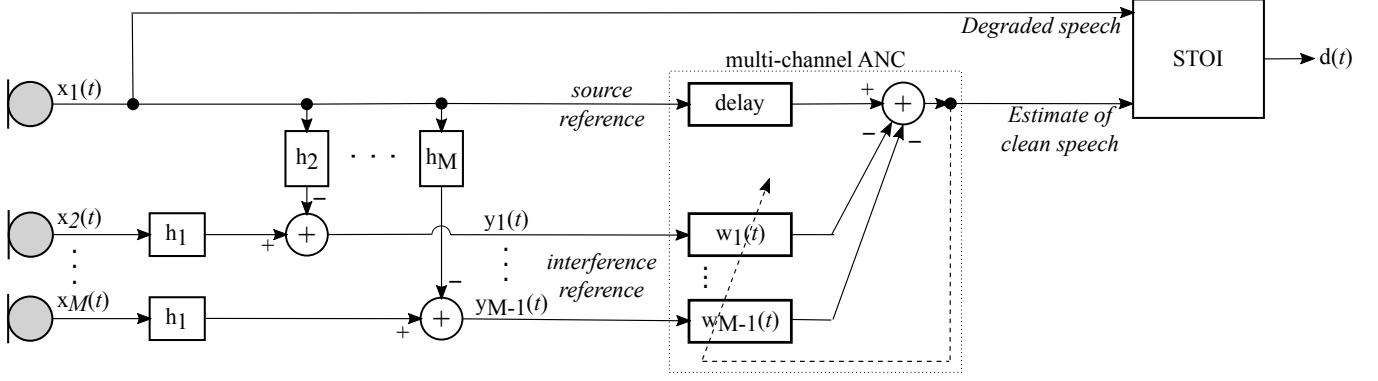 Degraded speech
STOI
d(t)
multi-channel ANC
x1(t)
source
reference
delay
+
+
−
−
Estimate of
clean speech
h2
. . .
hM
−
x2(t)
h1
+
+
y1(t)
w1(t)
interference
reference
−
xM(t)
h1
+
+
yM-1(t)
wM-1(t)